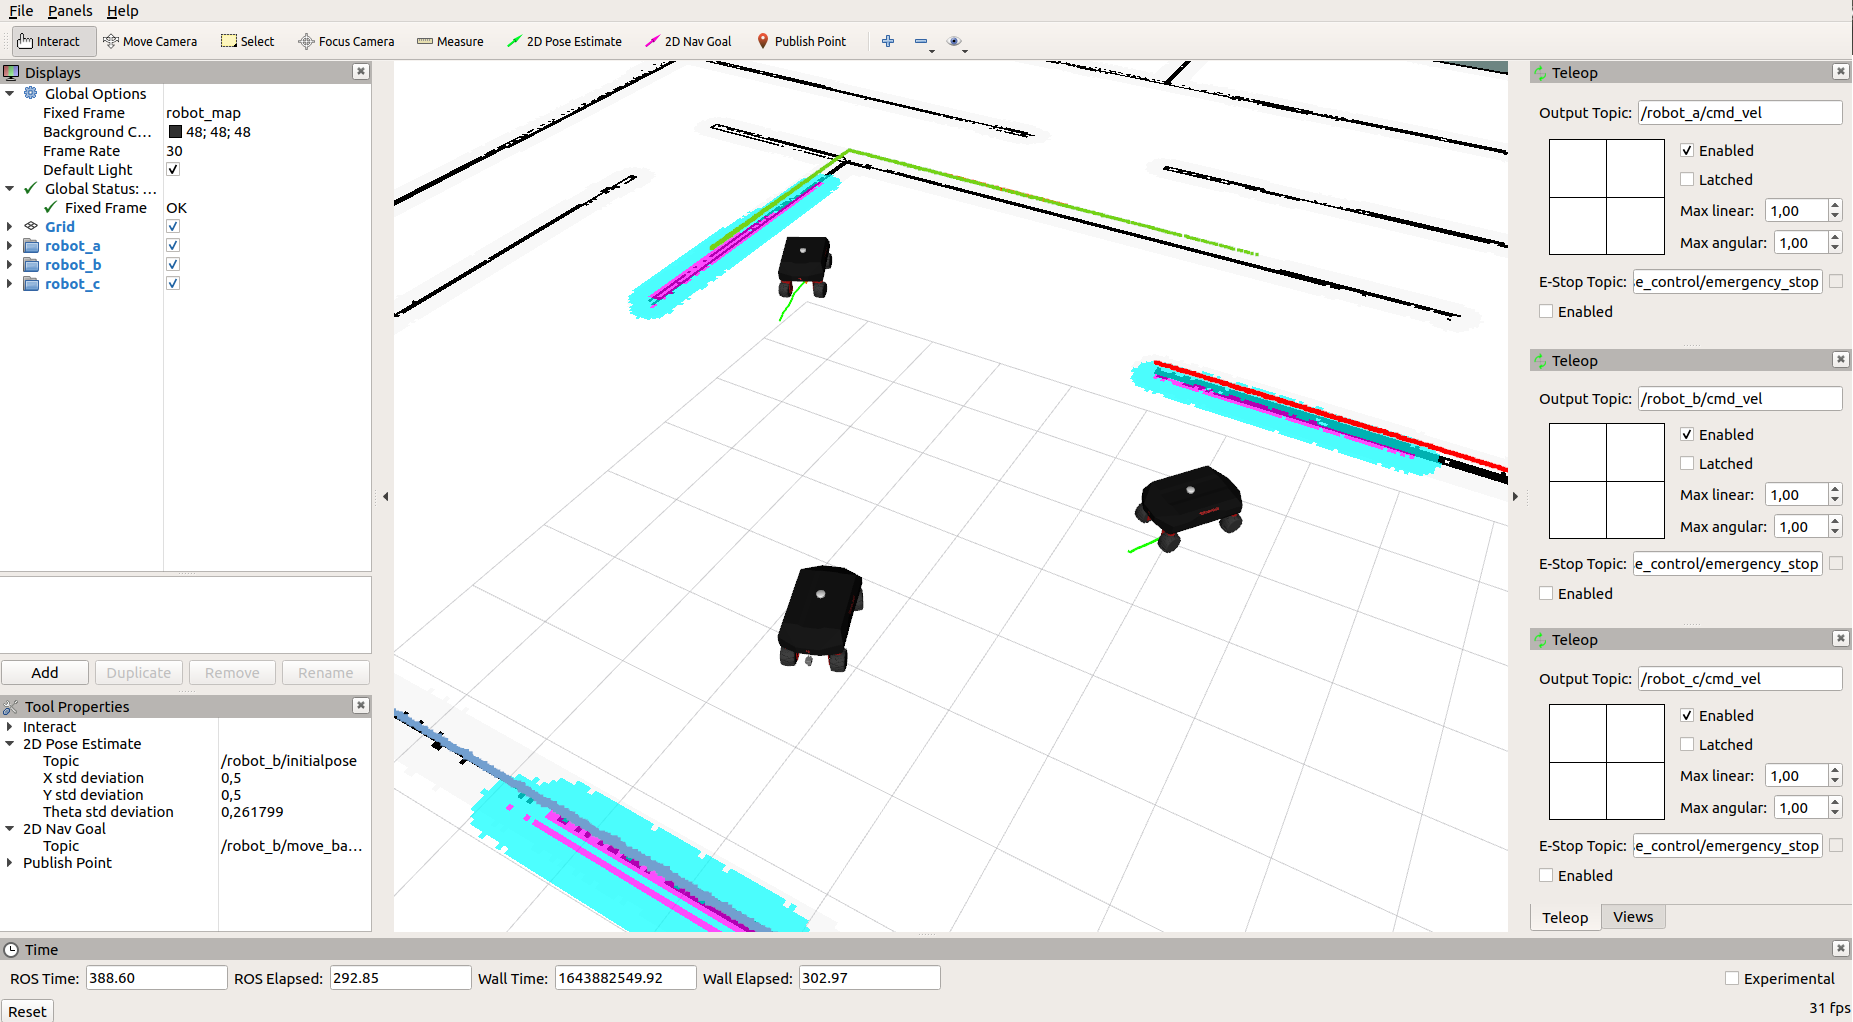 File Panels Help
Interact Move Camera Select Focus Camera Measure 2D Pose Estimate 2D Nav Goal Publish Point
Displays
Global Options
Fixed Frame robot_map
Background C... 48; 48; 48
Frame Rate 30
Default Light
Global Status: ...
Fixed Frame OK
Grid
robot_a
robot_b
robot_c
Add Duplicate Remove Rename
Tool Properties
Interact
2D Pose Estimate
Topic /robot_b/initialpose
X std deviation 0,5
Y std deviation 0,5
Theta std deviation 0,261799
2D Nav Goal
Topic /robot_b/move_ba...
Publish Point
Teleop
Output Topic: /robot_a/cmd_vel
Enabled
Latched
Max linear: 1,00
Max angular: 1,00
E-Stop Topic: e_control/emergency_stop
Enabled
Teleop
Output Topic: /robot_b/cmd_vel
Enabled
Latched
Max linear: 1,00
Max angular: 1,00
E-Stop Topic: e_control/emergency_stop
Enabled
Teleop
Output Topic: /robot_c/cmd_vel
Enabled
Latched
Max linear: 1,00
Max angular: 1,00
E-Stop Topic: e_control/emergency_stop
Enabled
Teleop Views
Time
ROS Time: 388.60 ROS Elapsed: 292.85 Wall Time: 1643882549.92 Wall Elapsed: 302.97 Experimental
Reset 31 fps